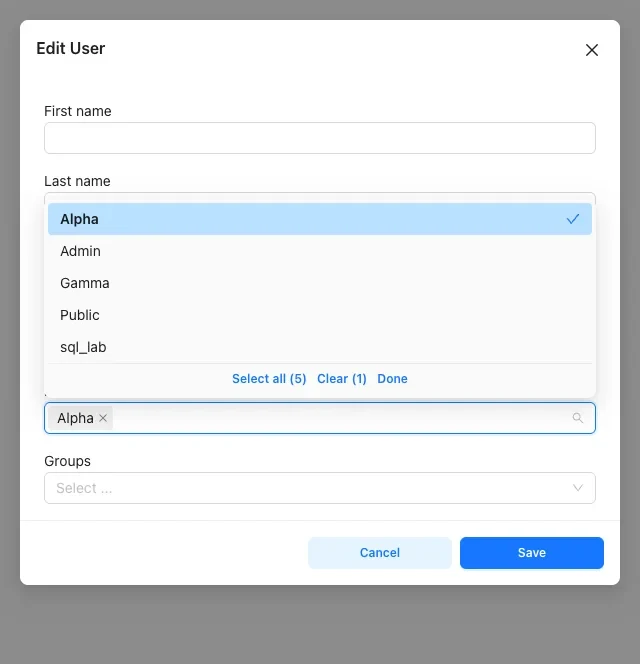 Edit User
First name
Last name
Alpha
Admin
Gamma
Public
sql_lab
Select all (5) Clear (1) Done
Alpha
Groups
Select ...
Cancel Save